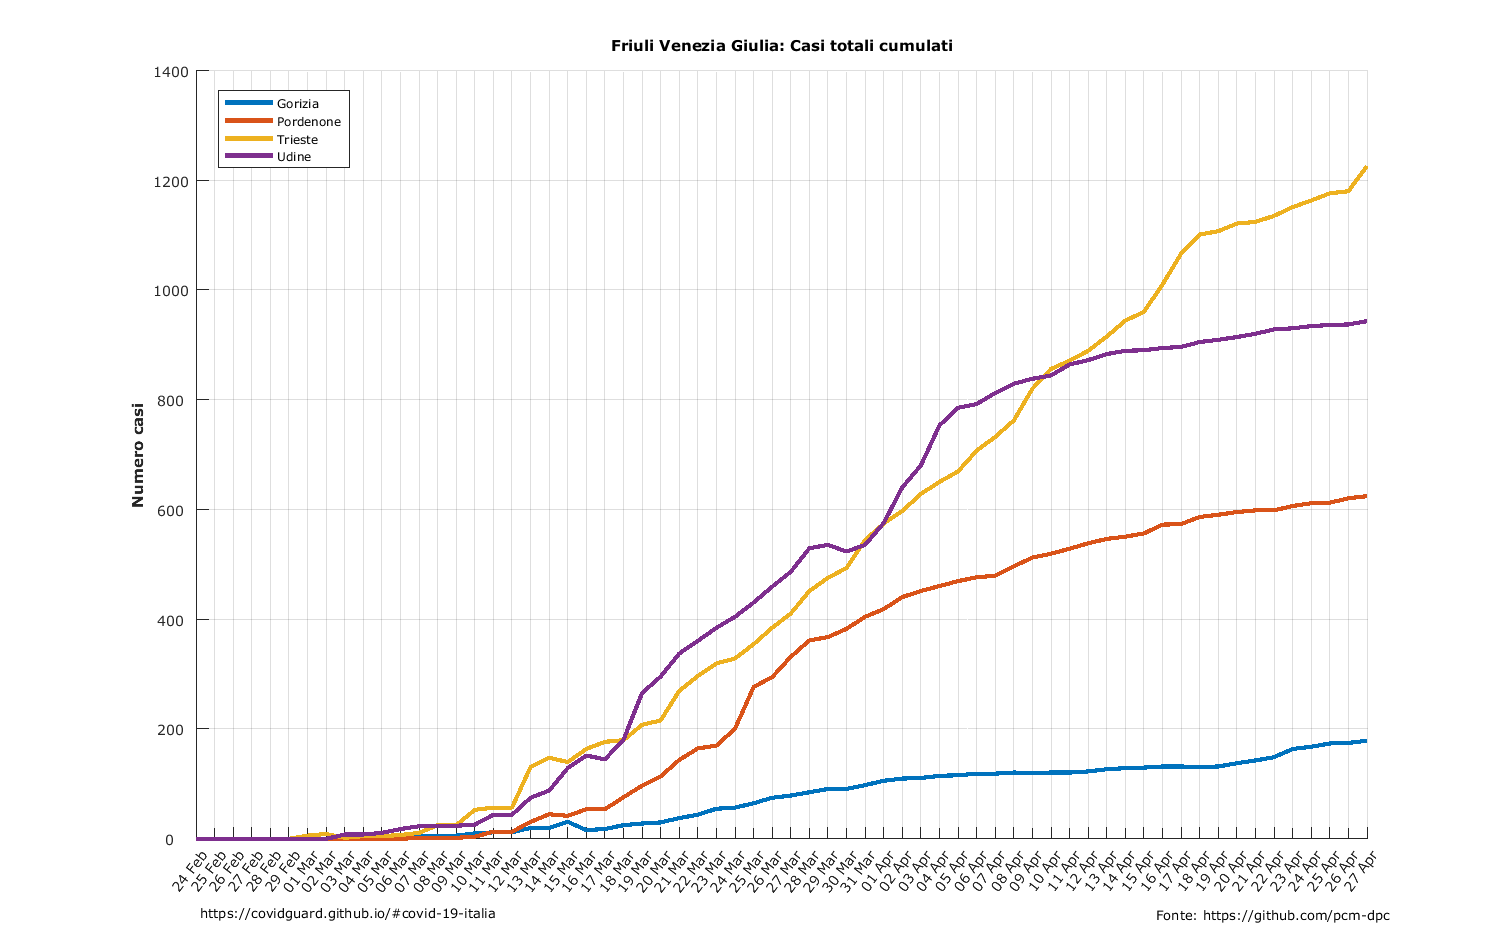 Friuli Venezia Giulia: Casi totali cumulati
1400
1200
1000
800
600
400
200
0
Numero casi
Gorizia
Pordenone
Trieste
Udine
24 Feb
25 Feb
26 Feb
27 Feb
28 Feb
29 Feb
01 Mar
02 Mar
03 Mar
04 Mar
05 Mar
06 Mar
07 Mar
08 Mar
09 Mar
10 Mar
11 Mar
12 Mar
13 Mar
14 Mar
15 Mar
16 Mar
17 Mar
18 Mar
19 Mar
20 Mar
21 Mar
22 Mar
23 Mar
24 Mar
25 Mar
26 Mar
27 Mar
28 Mar
29 Mar
30 Mar
31 Mar
01 Apr
02 Apr
03 Apr
04 Apr
05 Apr
06 Apr
07 Apr
08 Apr
09 Apr
10 Apr
11 Apr
12 Apr
13 Apr
14 Apr
15 Apr
16 Apr
17 Apr
18 Apr
19 Apr
20 Apr
21 Apr
22 Apr
23 Apr
24 Apr
25 Apr
26 Apr
27 Apr
https://covidguard.github.io/#covid-19-italia
Fonte: https://github.com/pcm-dpc